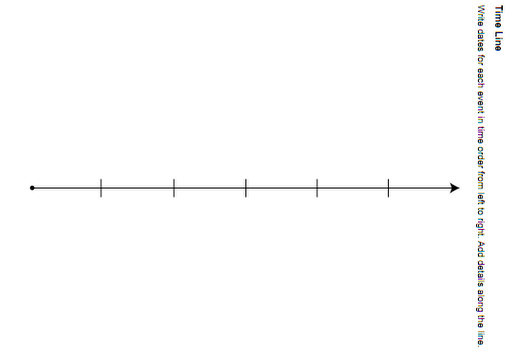 Time Line
Write dates for each event in time order from left to right. Add details along the line.